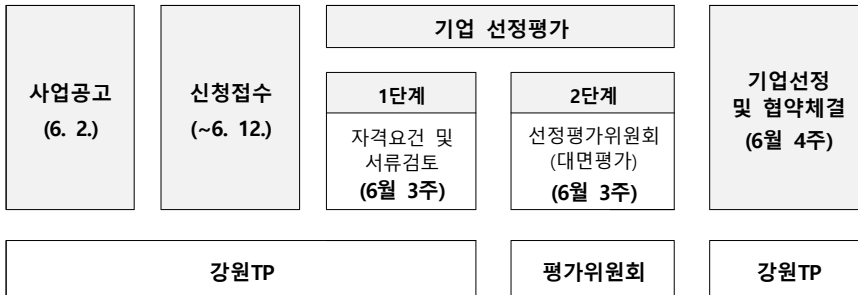 사업공고
(6. 2.)
신청접수
(~6. 12.)
기업 선정평가
1단계
자격요건 및
서류검토
(6월 3주)
2단계
선정평가위원회
(대면평가)
(6월 3주)
기업선정
및 협약체결
(6월 4주)
강원TP
평가위원회
강원TP